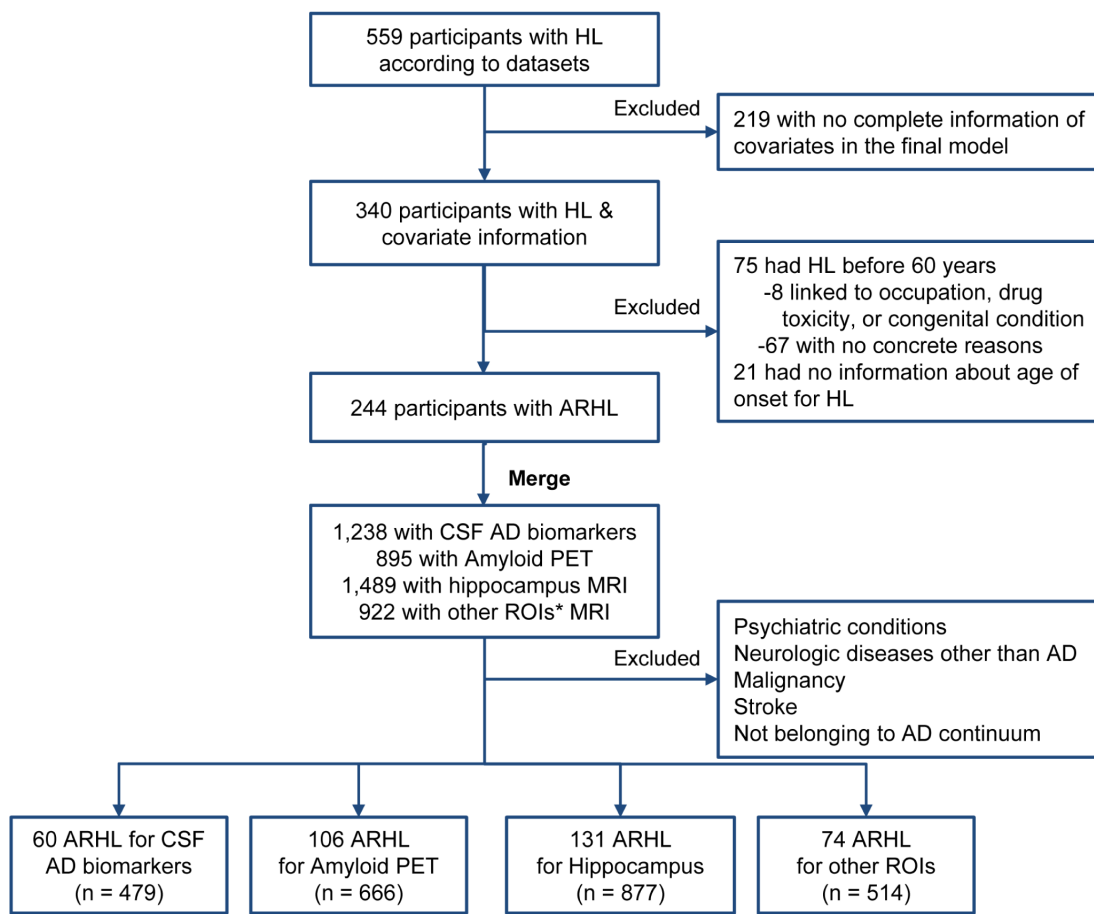 559 participants with HL
according to datasets
Excluded
219 with no complete information of
covariates in the final model
340 participants with HL &
covariate information
Excluded
75 had HL before 60 years
-8 linked to occupation, drug
toxicity, or congenital condition
-67 with no concrete reasons
21 had no information about age of
onset for HL
244 participants with ARHL
Merge
1,238 with CSF AD biomarkers
895 with Amyloid PET
1,489 with hippocampus MRI
922 with other ROIs* MRI
Excluded
Psychiatric conditions
Neurologic diseases other than AD
Malignancy
Stroke
Not belonging to AD continuum
60 ARHL for CSF
AD biomarkers
(n = 479)
106 ARHL
for Amyloid PET
(n = 666)
131 ARHL
for Hippocampus
(n = 877)
74 ARHL
for other ROIs
(n = 514)